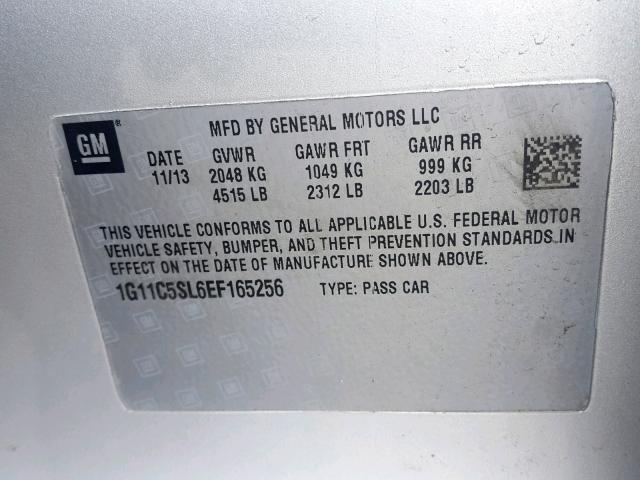 GM®
MFD BY GENERAL MOTORS LLC
DATE GVWR GAWR FRT GAWR RR
11/13 2048 KG 1049 KG 999 KG
4515 LB 2312 LB 2203 LB
THIS VEHICLE CONFORMS TO ALL APPLICABLE U.S. FEDERAL MOTOR
VEHICLE SAFETY, BUMPER, AND THEFT PREVENTION STANDARDS IN
EFFECT ON THE DATE OF MANUFACTURE SHOWN ABOVE.
1G11C5SL6EF165256 TYPE: PASS CAR